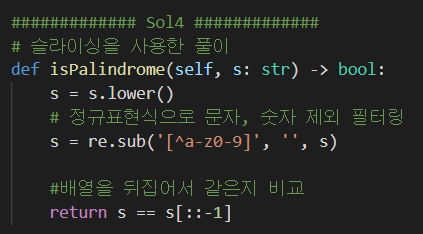 ############# Sol4 #############
# 슬라이싱을 사용한 풀이
def isPalindrome(self, s: str) -> bool:
    s = s.lower()
    # 정규표현식으로 문자, 숫자 제외 필터링
    s = re.sub('[^a-z0-9]', '', s)

    #배열을 뒤집어서 같은지 비교
    return s == s[::-1]